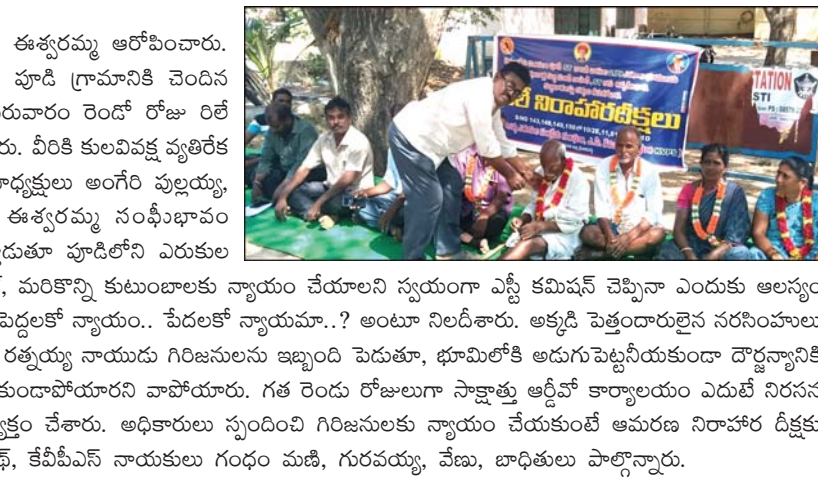 ఈశ్వరమ్మ ఆరోపించారు.
పూడి గ్రామానికి చెందిన
రువారం రెండో రోజు రిలే
రు. వీరికి కులవివక్ష వ్యతిరేక
ధ్యక్షులు అంగేరి పుల్లయ్య,
ఈశ్వరమ్మ సంఘీభావం
డుతూ పూడిలోని ఎరుకుల
, మరికొన్ని కుటుంబాలకు న్యాయం చేయాలని స్వయంగా ఎస్టీ కమిషన్ చెప్పినా ఎందుకు ఆలస్యం
పెద్దలకో న్యాయం.. పేదలకో న్యాయమా..? అంటూ నిలదీశారు. అక్కడి పెత్తందారులైన నరసింహులు
రత్నయ్య నాయుడు గిరిజనులను ఇబ్బంది పెడుతూ, భూమిలోకి అడుగుపెట్టనీయకుండా దౌర్జన్యానికి
కుండాపోయారని వాపోయారు. గత రెండు రోజులుగా సాక్షాత్తు ఆర్డీవో కార్యాలయం ఎదుటే నిరసన
క్తం చేశారు. అధికారులు స్పందించి గిరిజనులకు న్యాయం చేయకుంటే ఆమరణ నిరాహార దీక్షకు
థ్, కేవీపీఎస్ నాయకులు గంధం మణి, గురవయ్య, వేణు, బాధితులు పాల్గొన్నారు.
నిరాహారదీక్షలు
STATION
STI